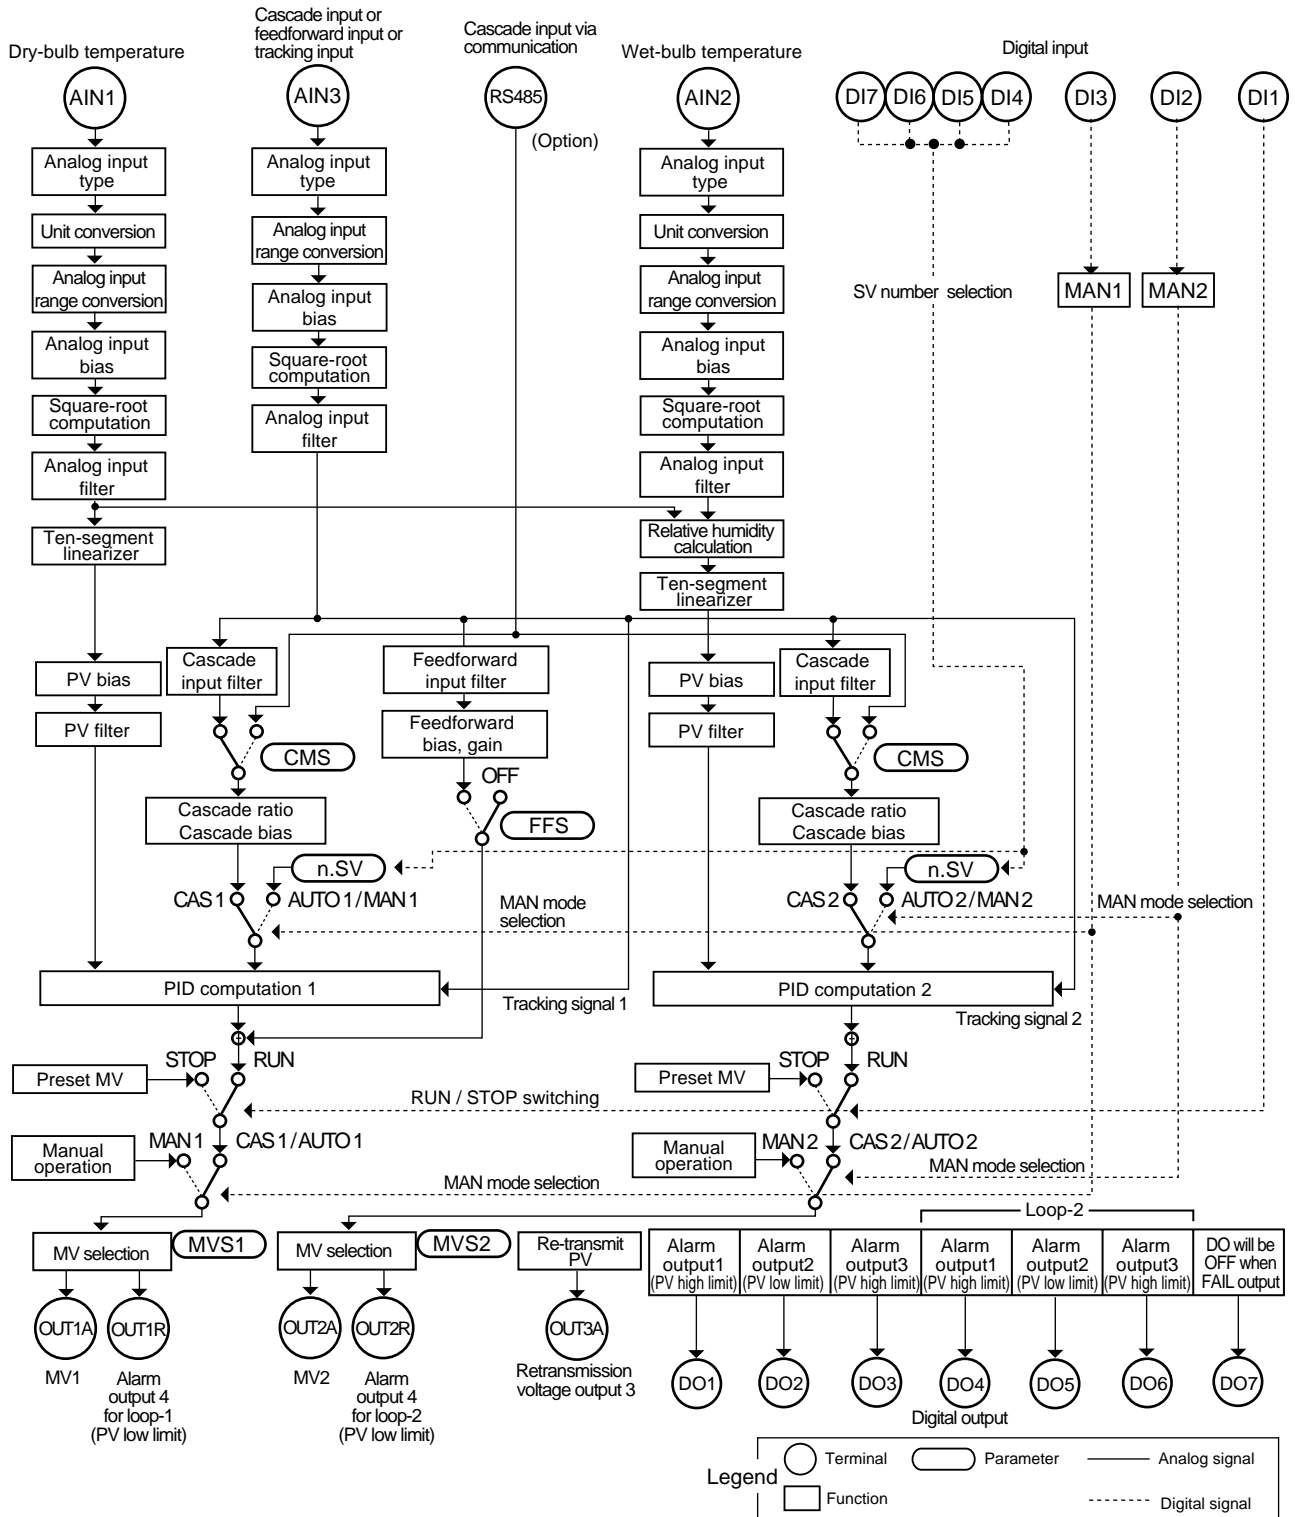 Cascade input or
feedforward input or
tracking input
Cascade input via
communication
Dry-bulb temperature
Wet-bulb temperature
Digital input
AIN1
AIN3
RS485
AIN2
DI7
DI6
DI5
DI4
DI3
DI2
DI1
(Option)
Analog input
type
Analog input
type
Analog input
type
Unit conversion
Analog input
range conversion
Unit conversion
Analog input
range conversion
Analog input
bias
Analog input
range conversion
SV number selection
MAN1
MAN2
Analog input
bias
Square-root
computation
Analog input
bias
Square-root
computation
Analog input
filter
Square-root
computation
Analog input
filter
Analog input
filter
Ten-segment
linearizer
Relative humidity
calculation
Ten-segment
linearizer
PV bias
Cascade
input filter
Feedforward
input filter
PV bias
Cascade
input filter
PV filter
Feedforward
bias, gain
PV filter
CMS
OFF
CMS
Cascade ratio
Cascade bias
FFS
Cascade ratio
Cascade bias
n.SV
n.SV
CAS1
AUTO1/MAN1
MAN mode
selection
CAS2
AUTO2/MAN2
MAN mode selection
PID computation 1
Tracking signal 1
PID computation 2
Tracking signal 2
+
+
STOP
RUN
STOP
RUN
Preset MV
Preset MV
RUN / STOP switching
MAN1
CAS1/AUTO1
MAN2
CAS2/AUTO2
Manual
operation
Manual
operation
MAN mode selection
MAN mode selection
Loop-2
MV selection
MVS1
MV selection
MVS2
Re-transmit
PV
Alarm
output1
(PV high limit)
Alarm
output2
(PV low limit)
Alarm
output3
(PV high limit)
Alarm
output1
(PV high limit)
Alarm
output2
(PV low limit)
Alarm
output3
(PV high limit)
DO will be
OFF when
FAIL output
OUT1A
OUT1R
OUT2A
OUT2R
OUT3A
DO1
DO2
DO3
DO4
DO5
DO6
DO7
MV1
Alarm
output 4
for loop-1
(PV low limit)
MV2
Alarm
output 4
for loop-2
(PV low limit)
Retransmission
voltage output 3
Digital output
Legend
Terminal
Parameter
Analog signal
Function
Digital signal